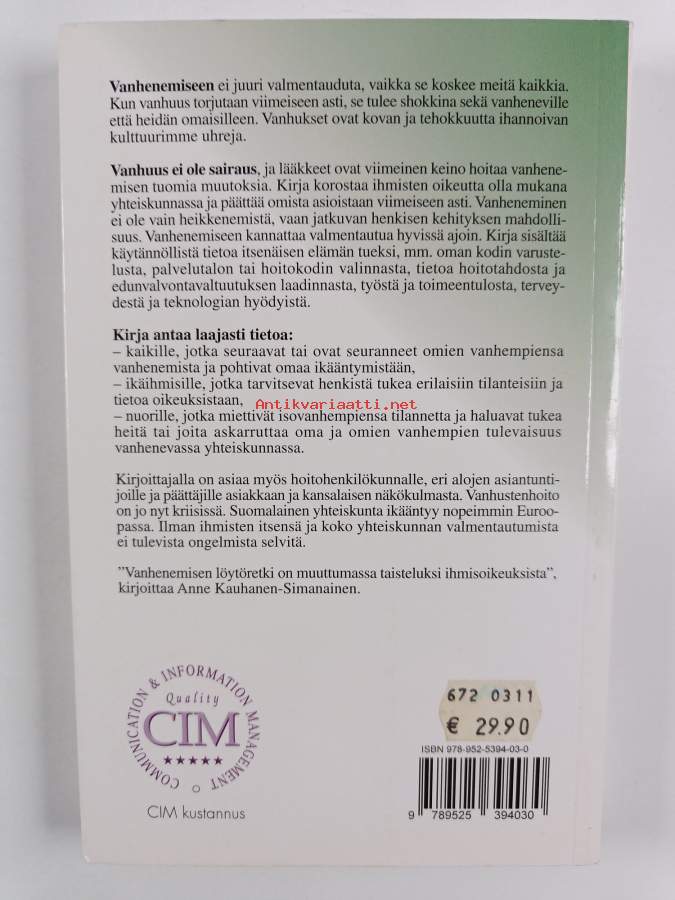 Vanhenemiseen ei juuri valmentauduta, vaikka se koskee meitä kaikkia.
Kun vanhuus torjutaan viimeiseen asti, se tulee shokkina sekä vanheneville
että heidän omaisilleen. Vanhukset ovat kovan ja tehokkuutta ihannoivan
kulttuurimme uhreja.
Vanhuus ei ole sairaus, ja lääkkeet ovat viimeinen keino hoitaa vanhene-
misen tuomia muutoksia. Kirja korostaa ihmisten oikeutta olla mukana
yhteiskunnassa ja päättää omista asioistaan viimeiseen asti. Vanheneminen
ei ole vain heikkenemistä, vaan jatkuvan henkisen kehityksen mahdolli-
suus. Vanhenemiseen kannattaa valmentautua hyvissä ajoin. Kirja sisältää
käytännöllistä tietoa itsenäisen elämän tueksi, mm. oman kodin varuste-
lusta, palvelutalon tai hoitokodin valinnasta, tietoa hoitotahdosta ja
edunvalvontavaltuutuksen laadinnasta, työstä ja toimeentulosta, tervey-
destä ja teknologian hyödyistä.
Kirja antaa laajasti tietoa:
– kaikille, jotka seuraavat tai ovat seuranneet omien vanhempiensa
vanhenemista ja pohtivat omaa ikääntymistään,
– ikäihmisille, jotka tarvitsevat henkistä tukea erilaisiin tilanteisiin ja
tietoa oikeuksistaan,
Antikvariaatti.net
– nuorille, jotka miettivät isovanhempiensa tilannetta ja haluavat tukea
heitä tai joita askarruttaa oma ja omien vanhempien tulevaisuus
vanhenevassa yhteiskunnassa.
Kirjoittajalla on asiaa myös hoitohenkilökunnalle, eri alojen asiantunti-
joille ja päättäjille asiakkaan ja kansalaisen näkökulmasta. Vanhustenhoito
on jo nyt kriisissä. Suomalainen yhteiskunta ikääntyy nopeimmin Euroo-
passa. Ilman ihmisten itsensä ja koko yhteiskunnan valmentautumista
ei tulevista ongelmista selvitä.
”Vanhenemisen löytöretki on muuttumassa taisteluksi ihmisoikeuksista”,
kirjoittaa Anne Kauhanen-Simanainen.
COMMUNICATION & INFORMATION MANAGEMENT
Quality
CIM
★★★★★
CIM kustannus
672 0311
€ 29.90
ISBN 978-952-5394-03-0
9 789525 394030